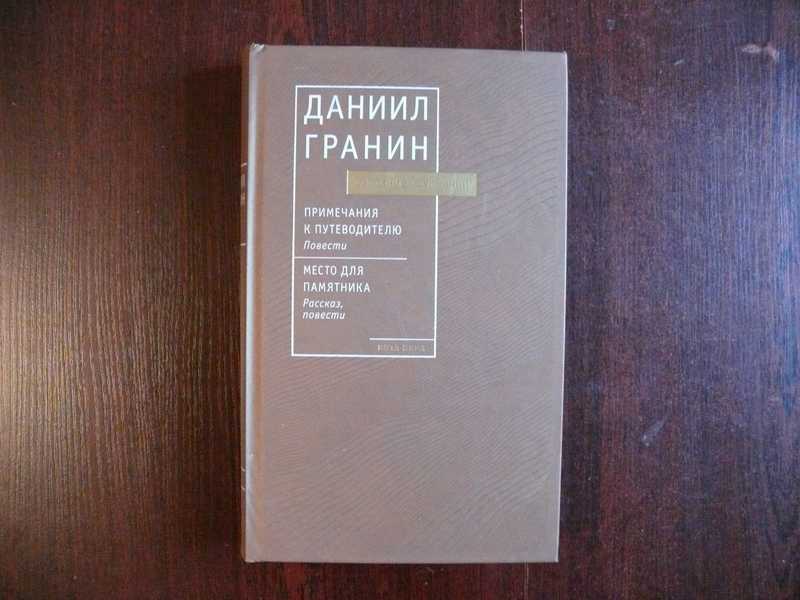 ДАНИИЛ
ГРАНИН
ПРИМЕЧАНИЯ
К ПУТЕВОДИТЕЛЮ
Повести
МЕСТО ДЛЯ
ПАМЯТНИКА
Рассказ,
повести